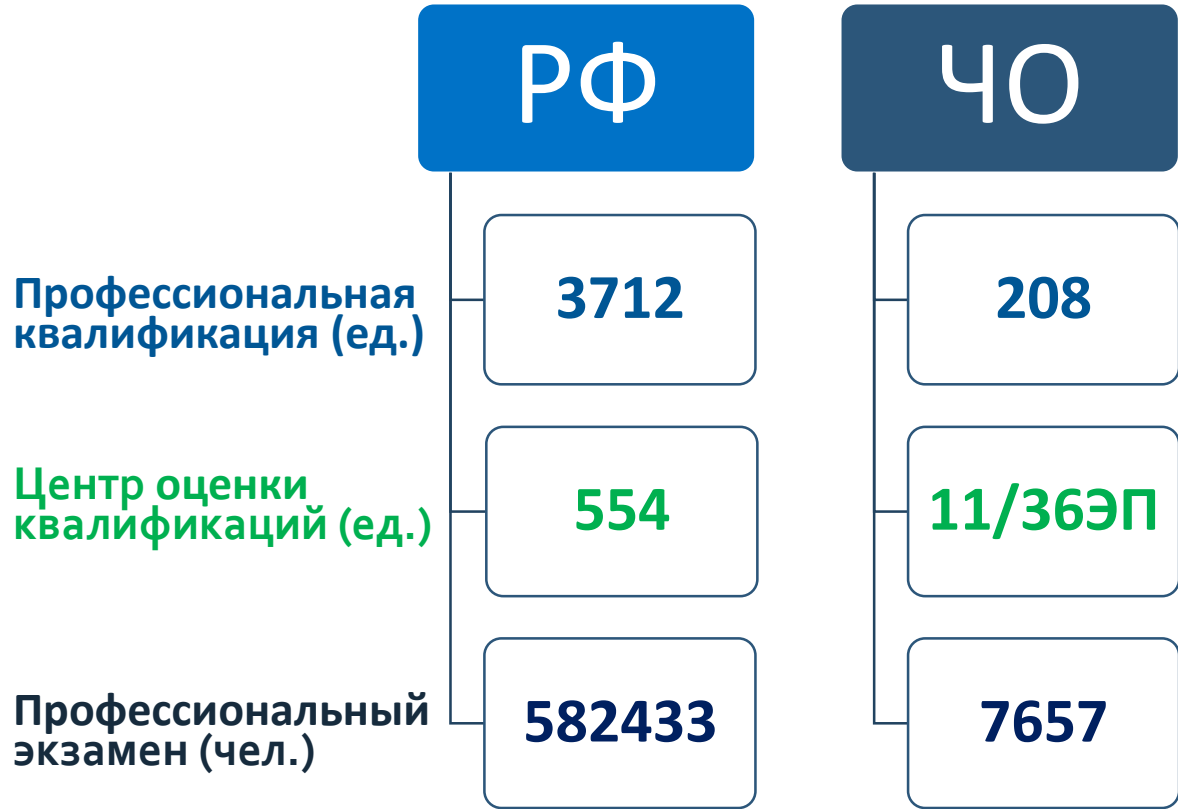 РФ
ЧО
Профессиональная
квалификация (ед.)
3712
208
Центр оценки
квалификаций (ед.)
554
11/36ЭП
Профессиональный
экзамен (чел.)
582433
7657